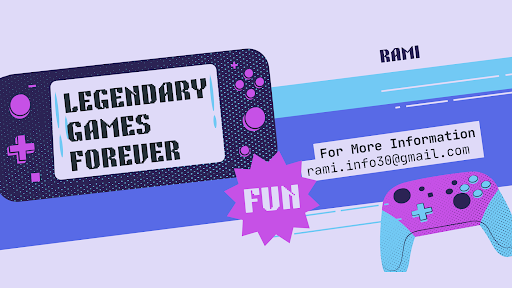 LEGENDARY
GAMES
FOREVER
RAMI
For More Information
rami.info30@gmail.com
FUN